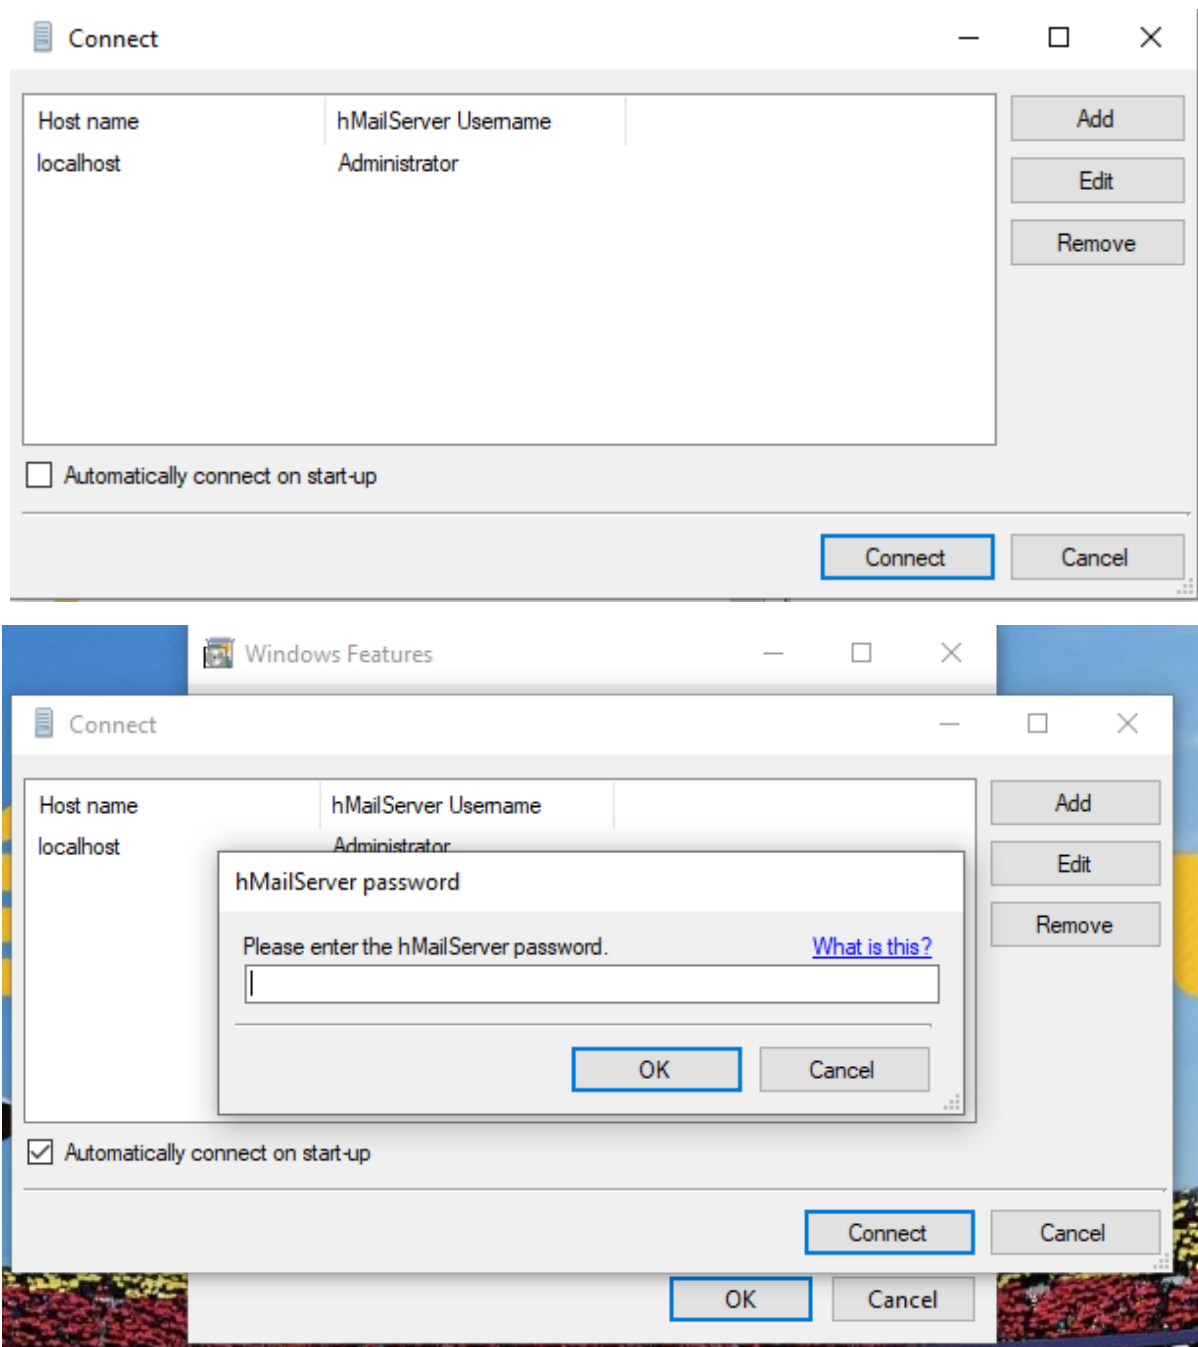 Connect
Host name hMailServer Username
localhost Administrator
Add
Edit
Remove
Automatically connect on start-up
Connect Cancel
Windows Features
Connect
Host name hMailServer Username
localhost Administrator
Add
Edit
Remove
hMailServer password
Please enter the hMailServer password. What is this?
OK Cancel
Automatically connect on start-up
Connect Cancel
OK Cancel